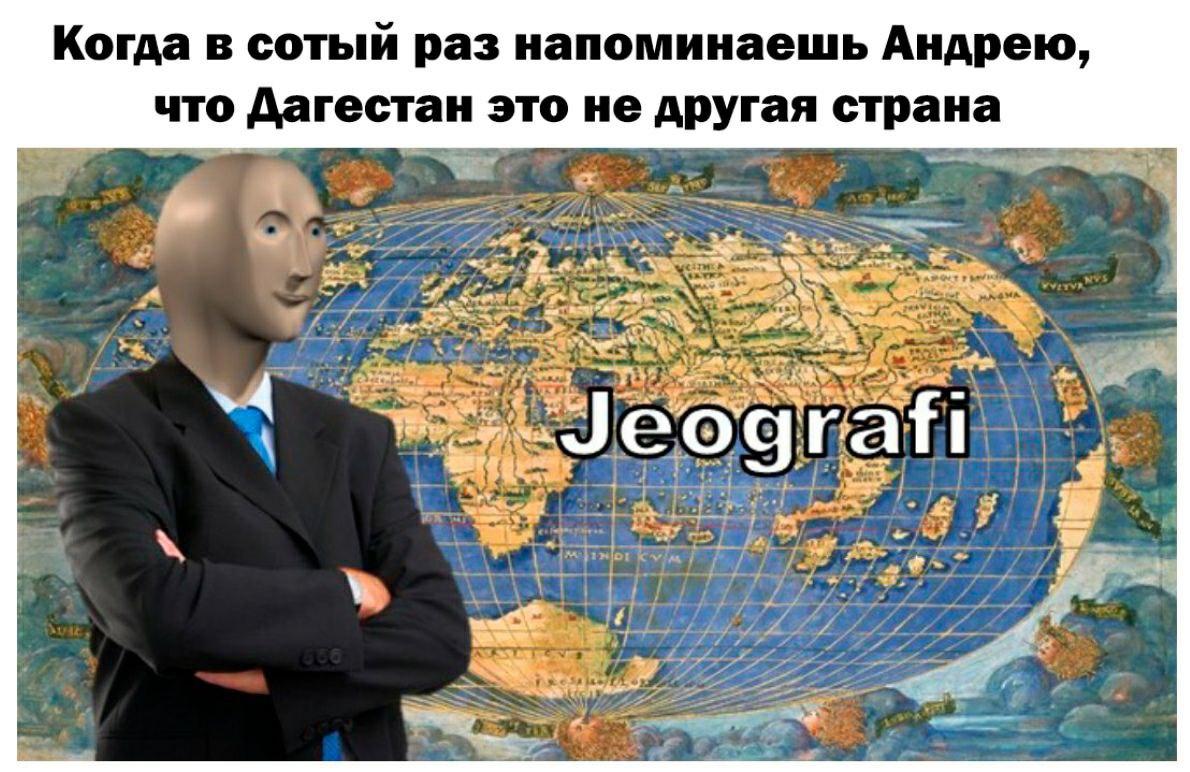 Когда в сотый раз напоминаешь Андрею,
что Дагестан это не другая страна
Jeografi